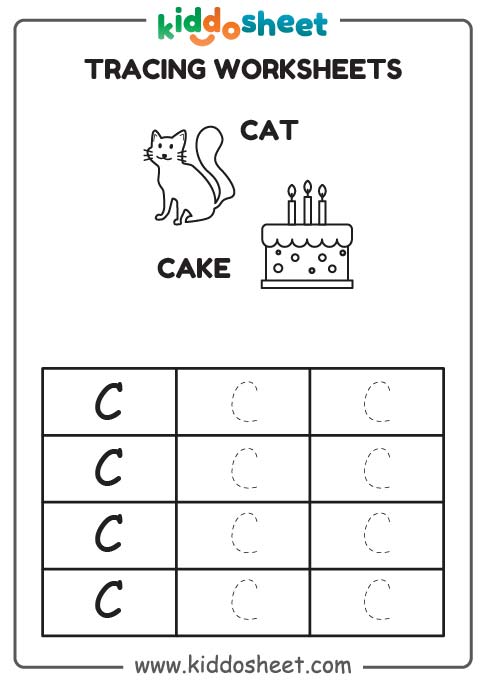 kiddosheet
TRACING WORKSHEETS
CAT
CAKE
C C C
C C C
C C C
C C C
www.kiddosheet.com